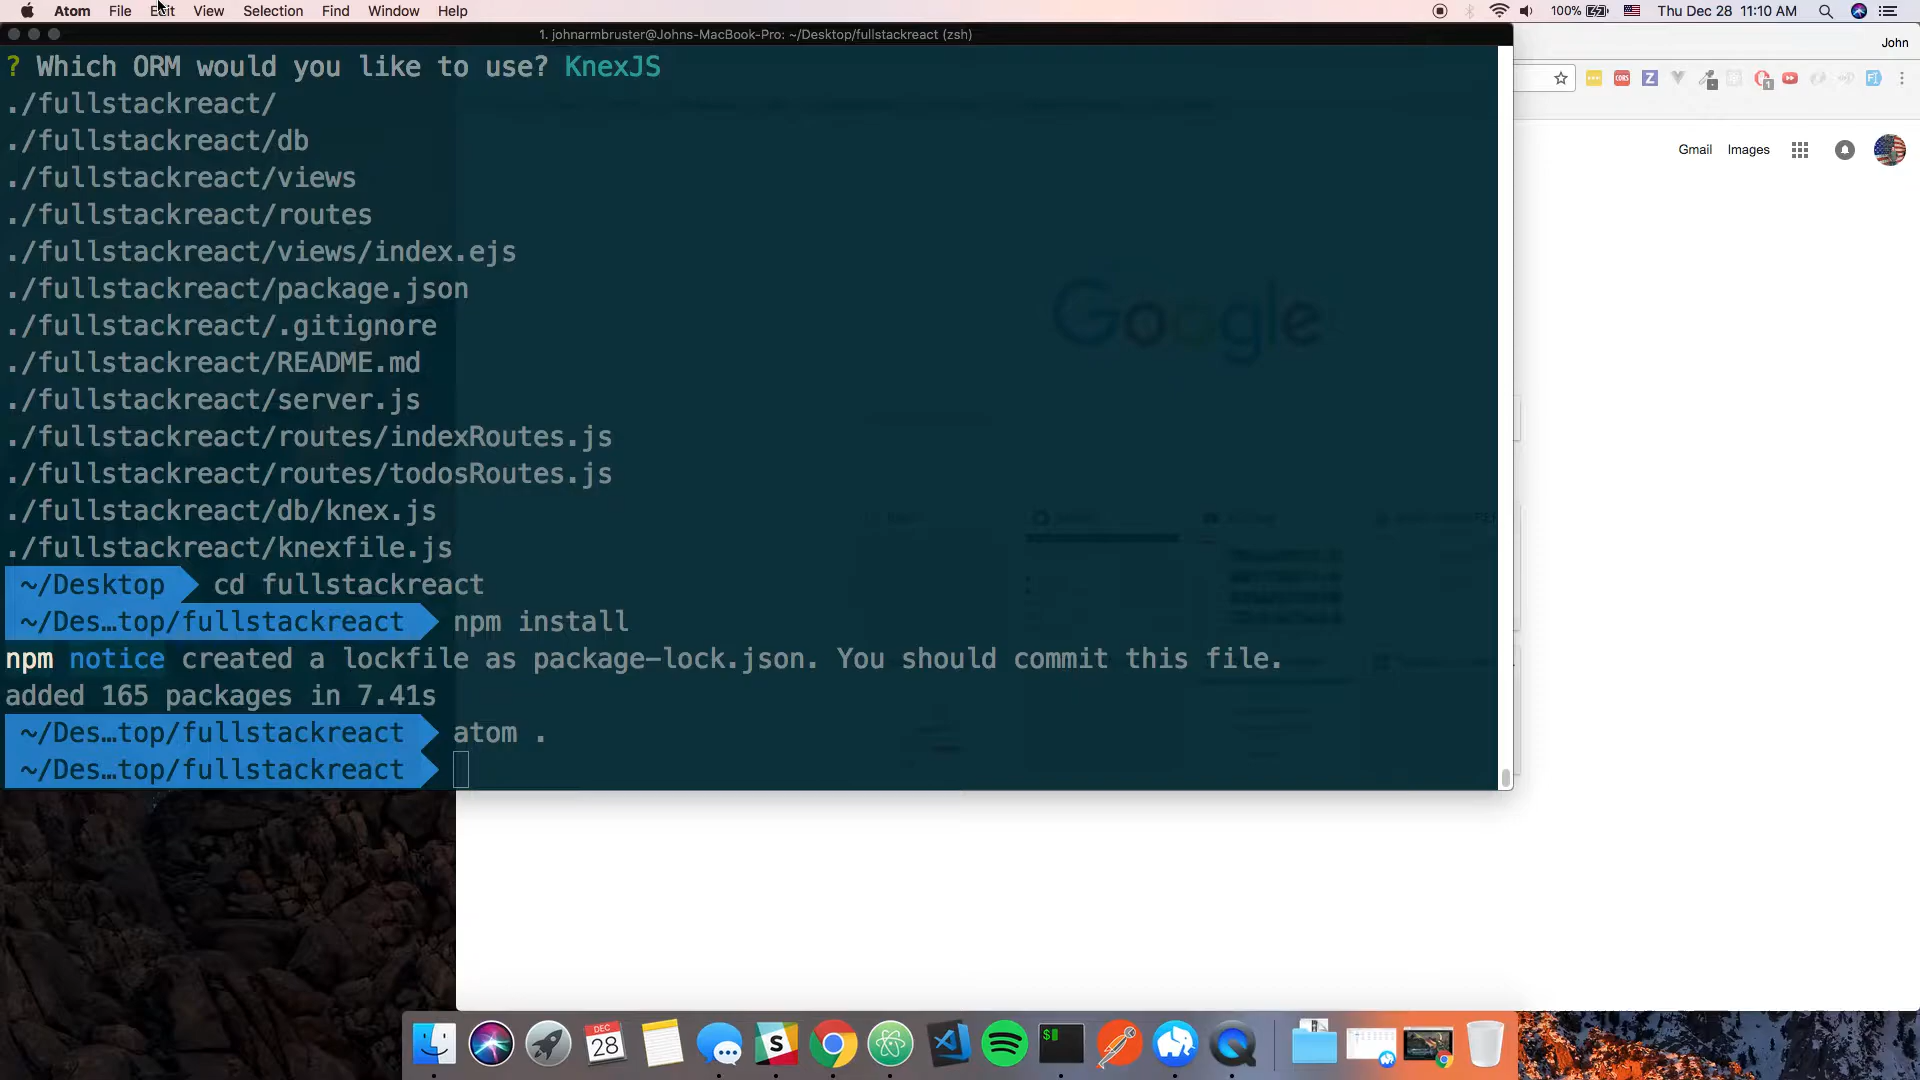 Atom File Edit View Selection Find Window Help 100% Thu Dec 28 11:10 AM
1. johnarmbruster@Johns-MacBook-Pro: ~/Desktop/fullstackreact (zsh)
John
? Which ORM would you like to use? KnexJS
./fullstackreact/
./fullstackreact/db
./fullstackreact/views
./fullstackreact/routes
./fullstackreact/views/index.ejs
./fullstackreact/package.json
./fullstackreact/.gitignore
./fullstackreact/README.md
./fullstackreact/server.js
./fullstackreact/routes/indexRoutes.js
./fullstackreact/routes/todosRoutes.js
./fullstackreact/db/knex.js
./fullstackreact/knexfile.js
~/Desktop cd fullstackreact
~/Des…top/fullstackreact npm install
npm notice created a lockfile as package-lock.json. You should commit this file.
added 165 packages in 7.41s
~/Des…top/fullstackreact atom .
~/Des…top/fullstackreact
Gmail Images
Google
DEC
28